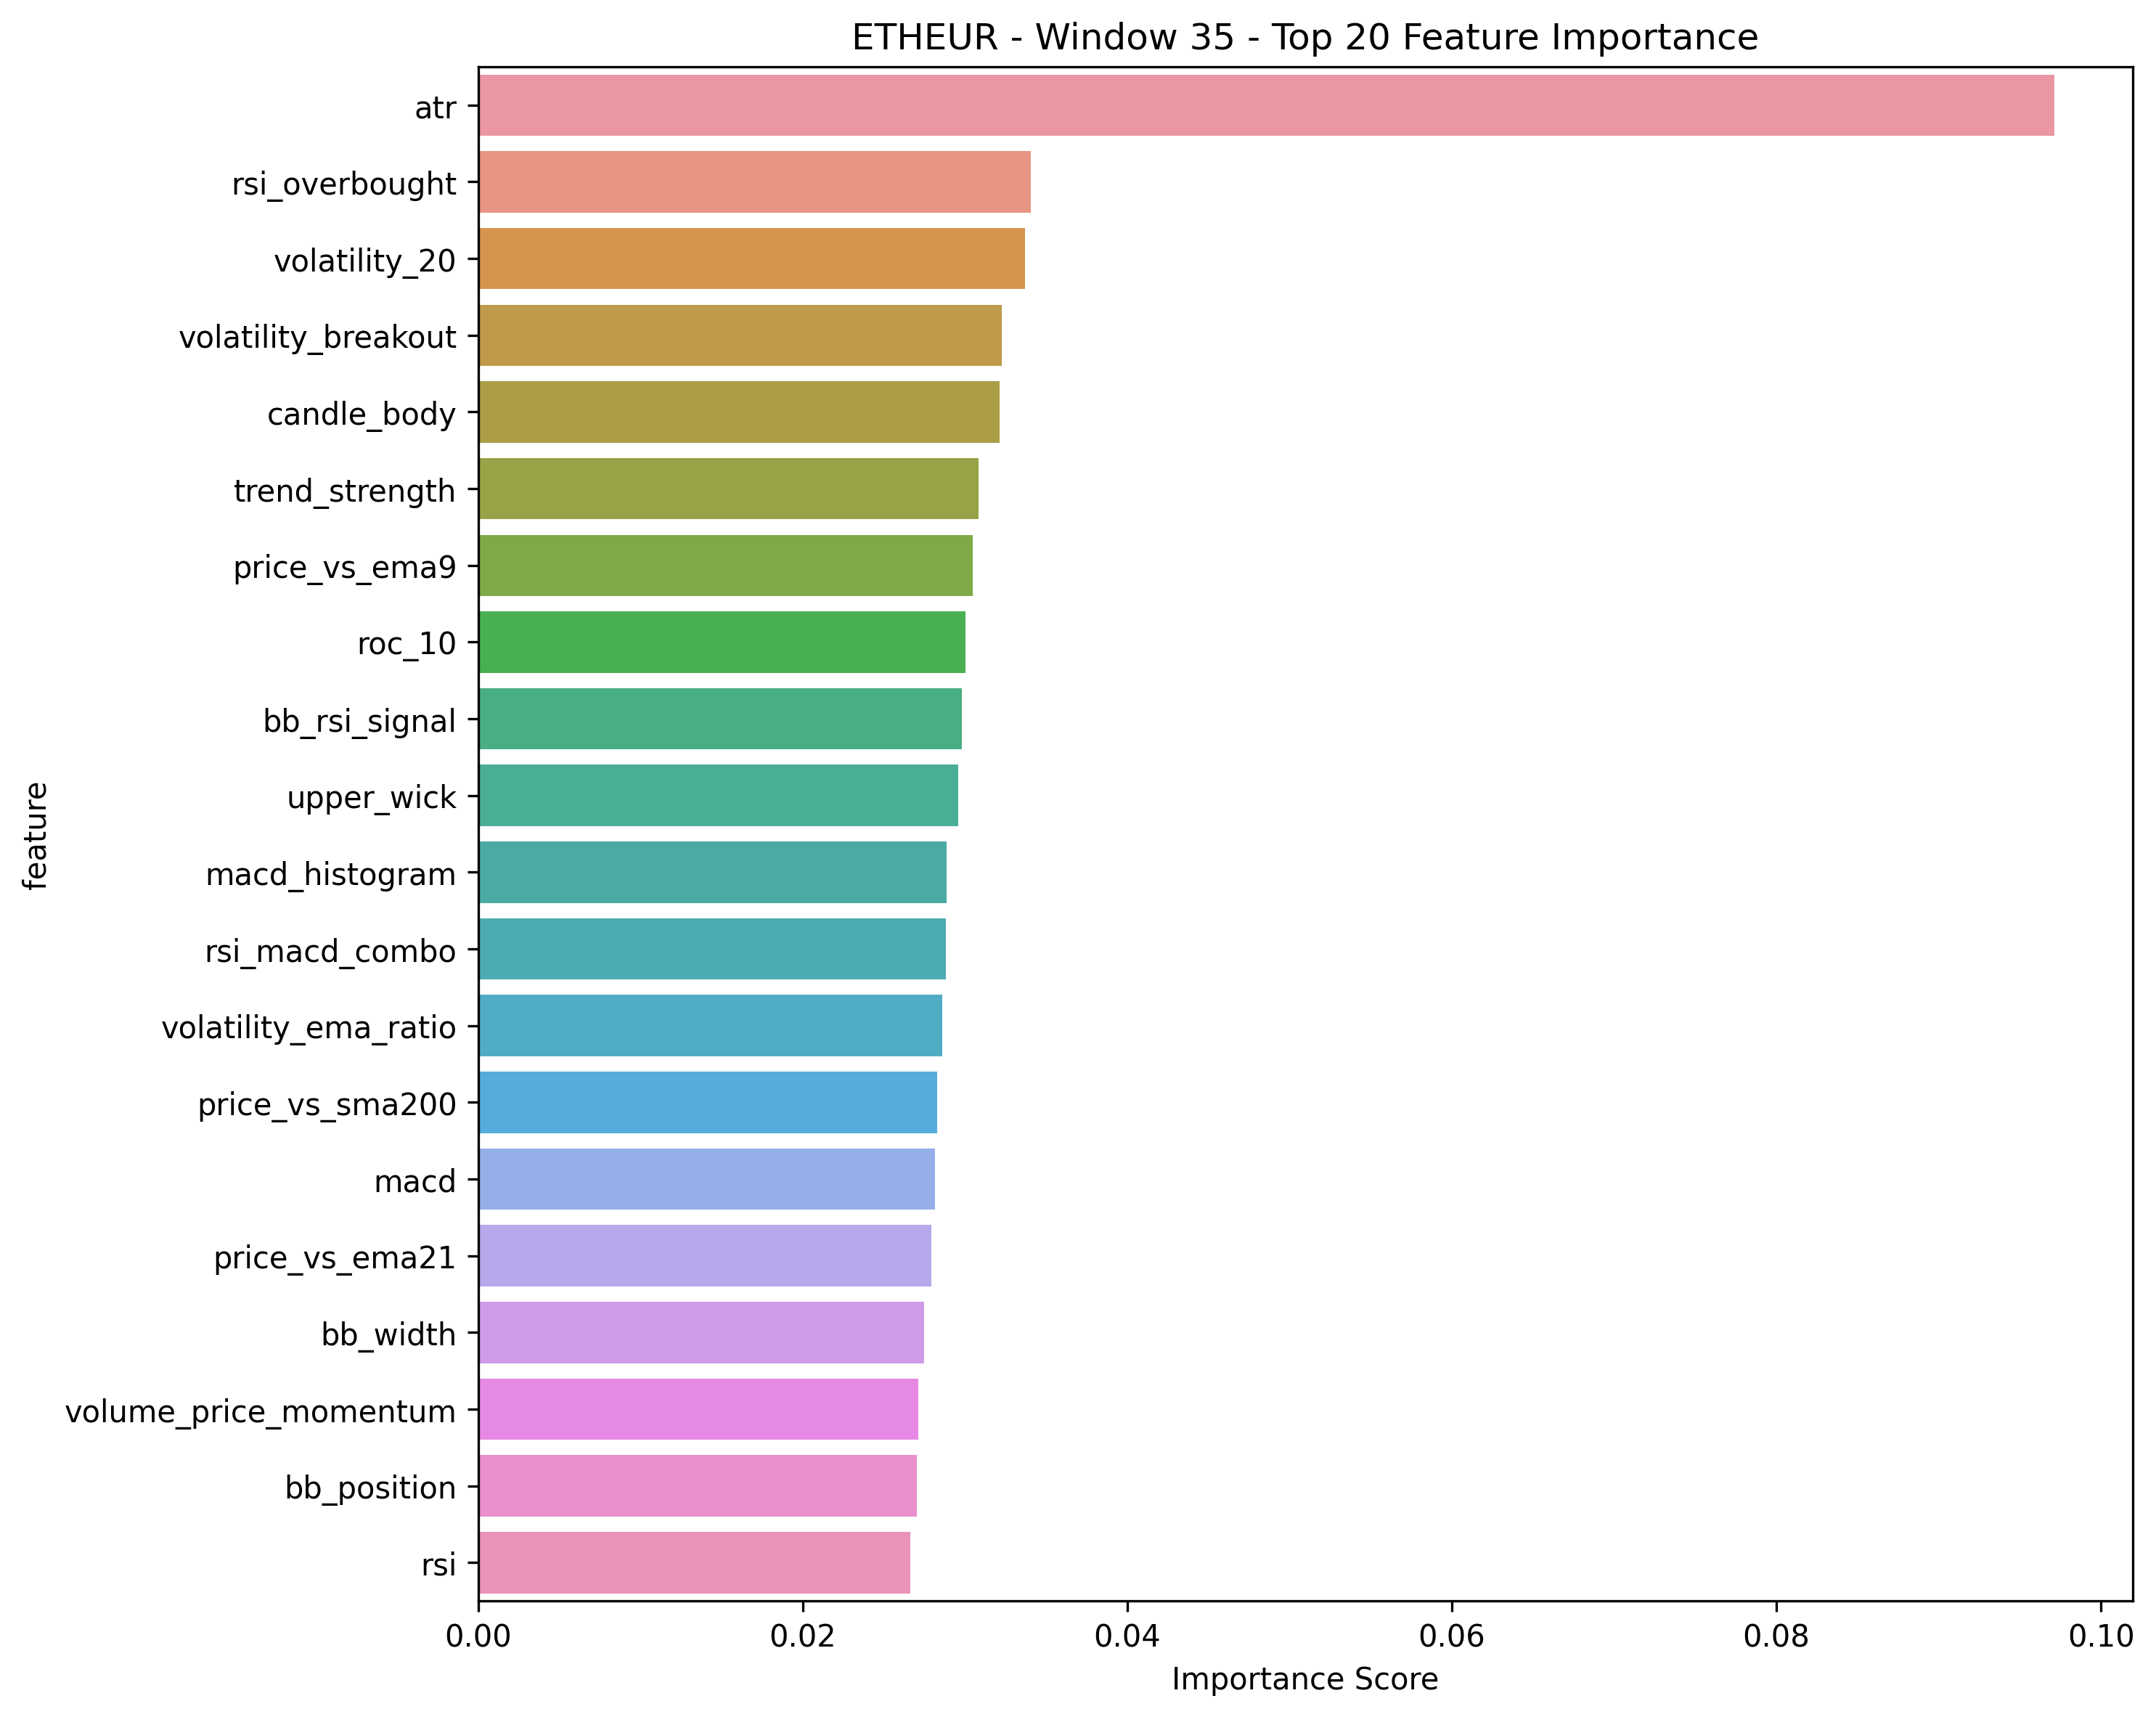 ETHEUR - Window 35 - Top 20 Feature Importance
feature
atr
rsi_overbought
volatility_20
volatility_breakout
candle_body
trend_strength
price_vs_ema9
roc_10
bb_rsi_signal
upper_wick
macd_histogram
rsi_macd_combo
volatility_ema_ratio
price_vs_sma200
macd
price_vs_ema21
bb_width
volume_price_momentum
bb_position
rsi
0.00 0.02 0.04 0.06 0.08 0.10
Importance Score